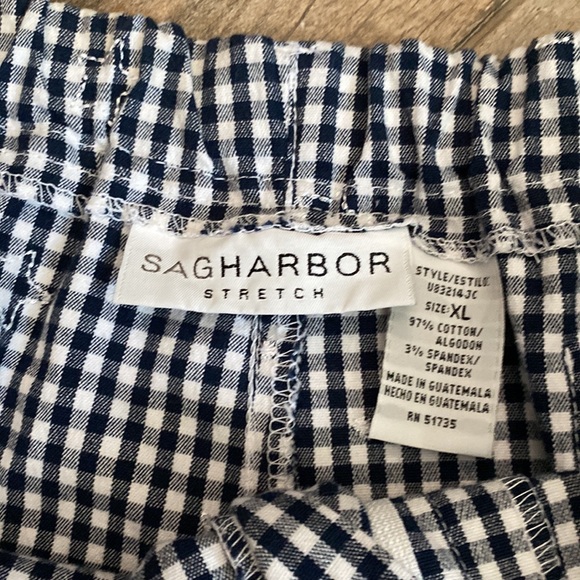 SAGHARBOR
STRETCH
STYLE/ESTILO:
U83214JC
SIZE: XL
97% COTTON/
ALGODON
3% SPANDEX/
SPANDEX
MADE IN GUATEMALA
HECHO EN GUATEMALA
RN 51735